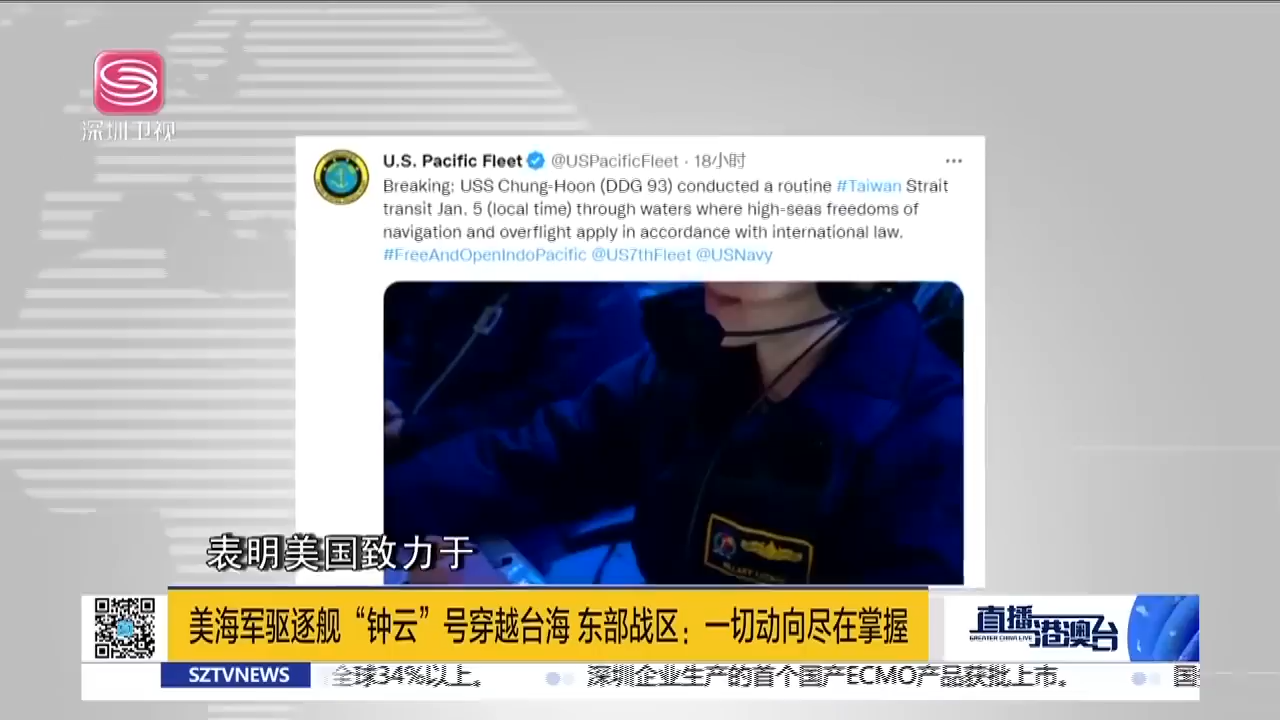 深圳卫视
U.S. Pacific Fleet @USPacificFleet · 18小时
Breaking: USS Chung-Hoon (DDG 93) conducted a routine #Taiwan Strait
transit Jan. 5 (local time) through waters where high-seas freedoms of
navigation and overflight apply in accordance with international law.
#FreeAndOpenIndoPacific @US7thFleet @USNavy
表明美国致力于
美海军驱逐舰“钟云”号穿越台海 东部战区：一切动向尽在掌握
直播港澳台
GREATER CHINA LIVE
SZTVNEWS
全球34%以上。 深圳企业生产的首个国产ECMO产品获批上市。 国